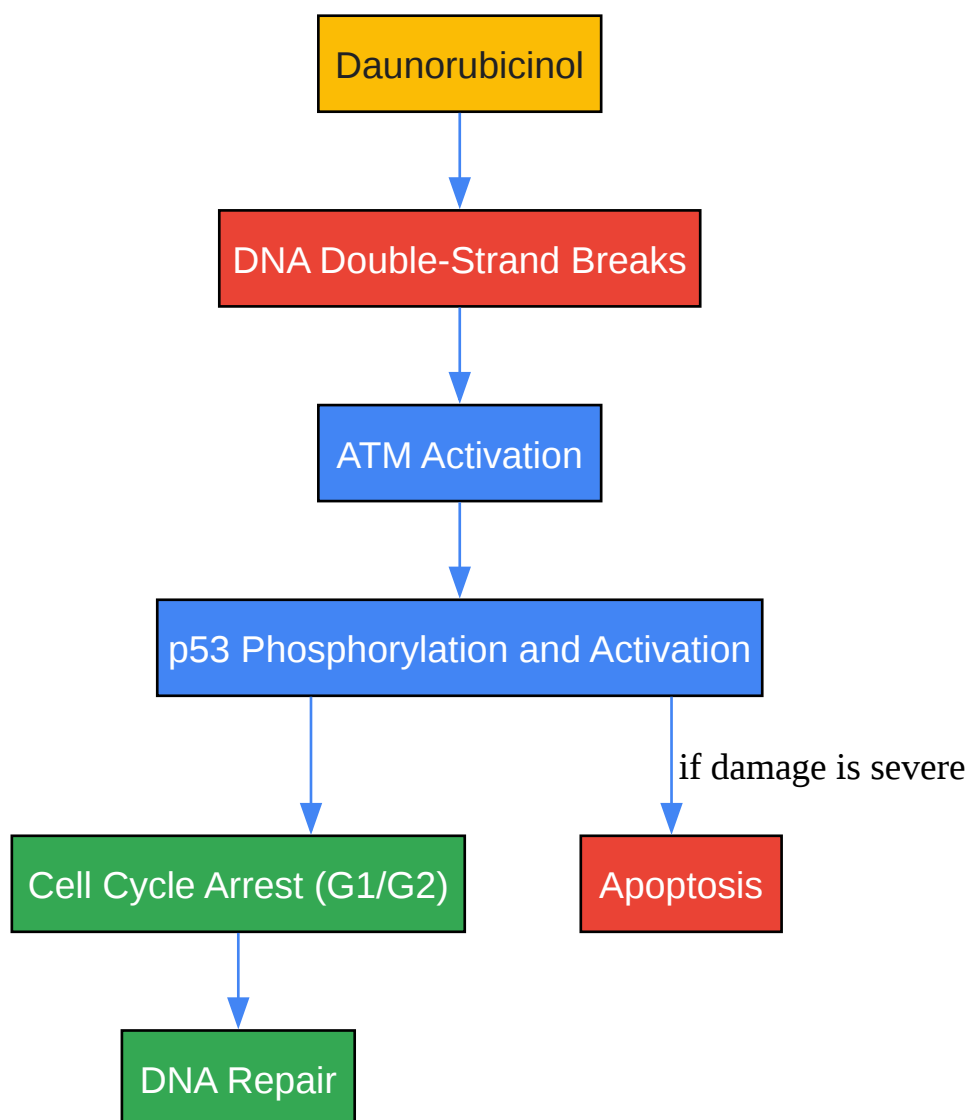 Daunorubicinol
DNA Double-Strand Breaks
ATM Activation
p53 Phosphorylation and Activation
if damage is severe
Cell Cycle Arrest (G1/G2)
Apoptosis
DNA Repair